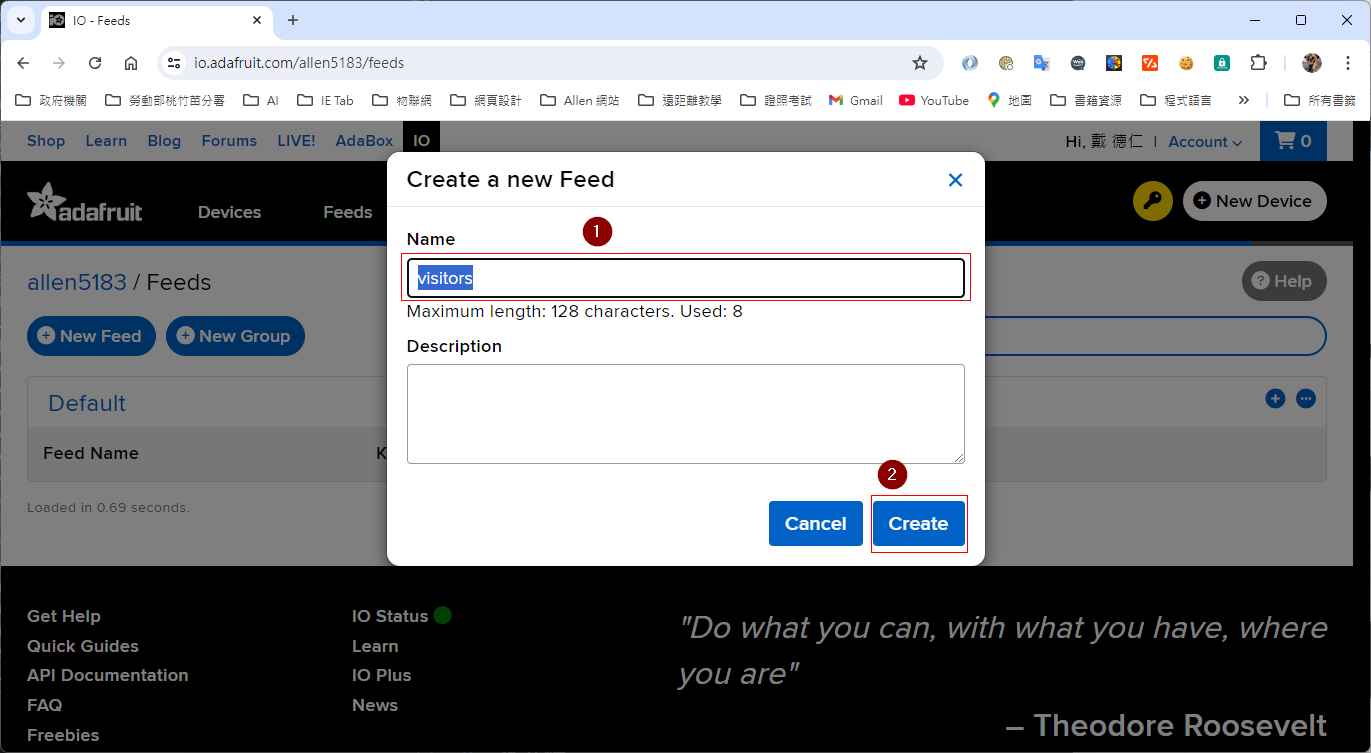 IO - Feeds
io.adafruit.com/allen5183/feeds
政府機關 勞動部桃竹苗分署 AI IE Tab 物聯網 網頁設計 Allen 網站 遠距離教學 證照考試 Gmail YouTube 地圖 書籍資源 程式語言 所有書籤
Shop Learn Blog Forums LIVE! AdaBox IO Hi, 戴 德仁 | Account 0
adafruit Devices Feeds New Device
Create a new Feed
1
Name
visitors
Maximum length: 128 characters. Used: 8
Description
2
Cancel Create
allen5183 / Feeds Help
New Feed New Group
Default
Feed Name K
Loaded in 0.69 seconds.
Get Help
Quick Guides
API Documentation
FAQ
Freebies
IO Status
Learn
IO Plus
News
"Do what you can, with what you have, where
you are"
– Theodore Roosevelt